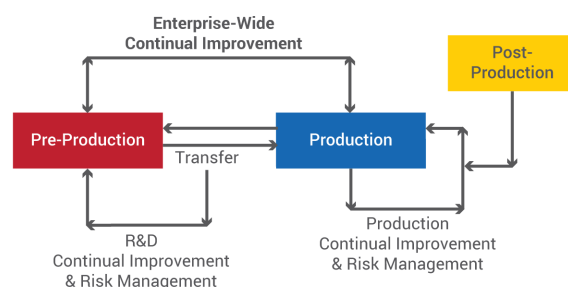 Enterprise-Wide
Continual Improvement
Post-
Production
Pre-Production
Production
Transfer
R&D
Continual Improvement
& Risk Management
Production
Continual Improvement
& Risk Management